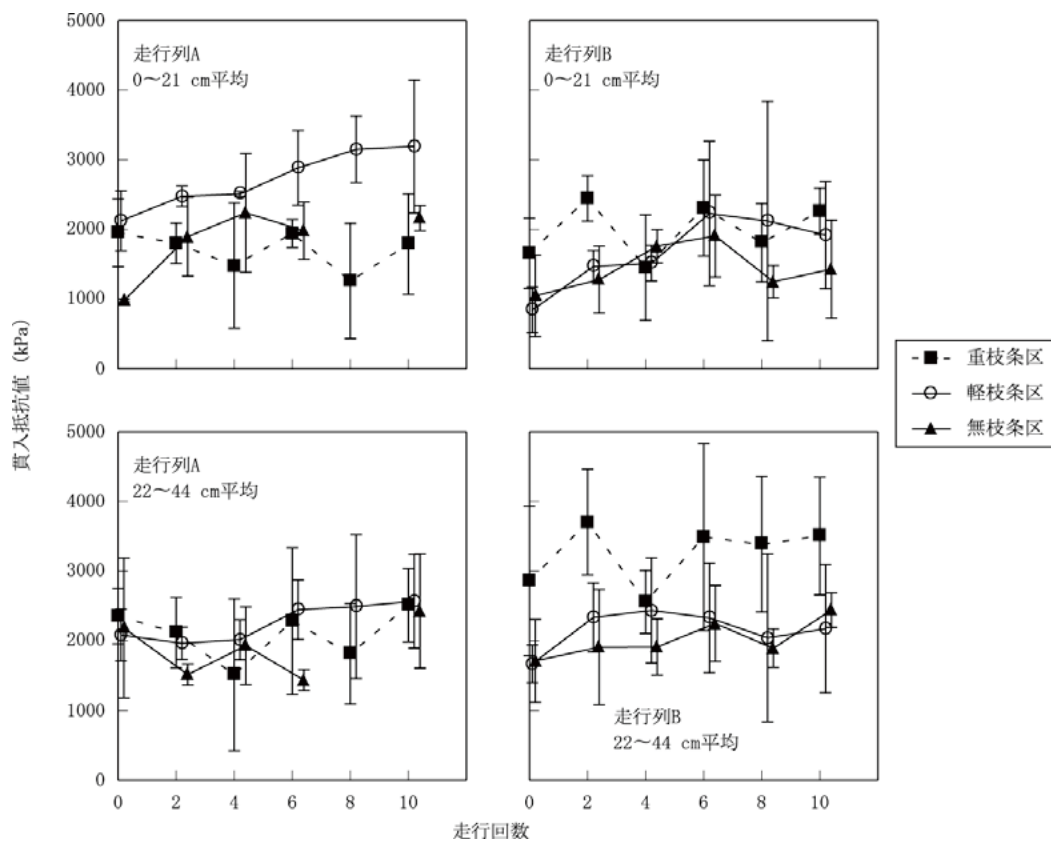 貫入抵抗値 (kPa)
5000
4000
3000
2000
1000
0
走行列A
0～21 cm平均
走行列B
0～21 cm平均
重枝条区
軽枝条区
無枝条区
5000
4000
3000
2000
1000
0
走行列A
22～44 cm平均
走行列B
22～44 cm平均
0 2 4 6 8 10
0 2 4 6 8 10
走行回数